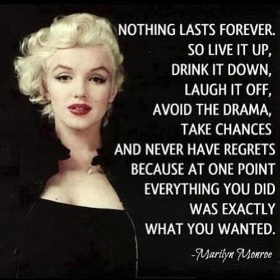 NOTHING LASTS FOREVER.
SO LIVE IT UP,
DRINK IT DOWN,
LAUGH IT OFF,
AVOID THE DRAMA,
TAKE CHANCES
AND NEVER HAVE REGRETS
BECAUSE AT ONE POINT
EVERYTHING YOU DID
WAS EXACTLY
WHAT YOU WANTED.
-Marilyn Monroe